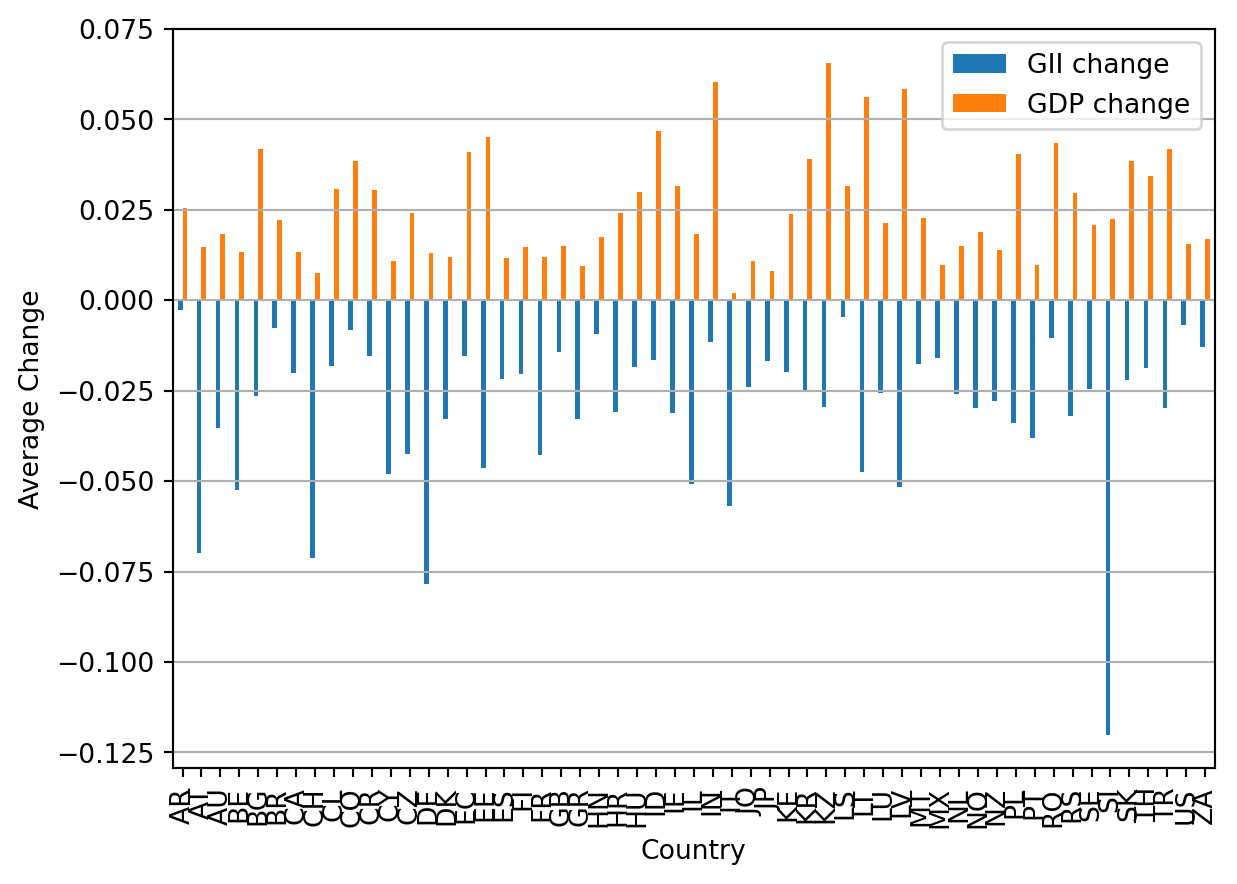 0.075
0.050
0.025
0.000
−0.025
−0.050
−0.075
−0.100
−0.125
Average Change
GII change
GDP change
AR AT AU BE BG BR CA CH CL CO CR CY CZ DE DK EC EE ES FI FR GB GR HN HR HU ID IE IL IN IT JO JP KE KR KZ LS LT LU LV MT MX NL NO NZ PL PT RO RS SE SI SK TH TR US ZA
Country